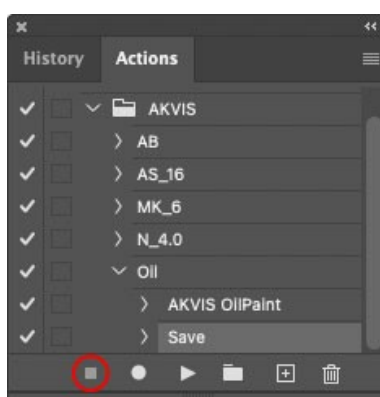 History Actions
AKVIS
AB
AS_16
MK_6
N_4.0
Oil
AKVIS OilPaint
Save